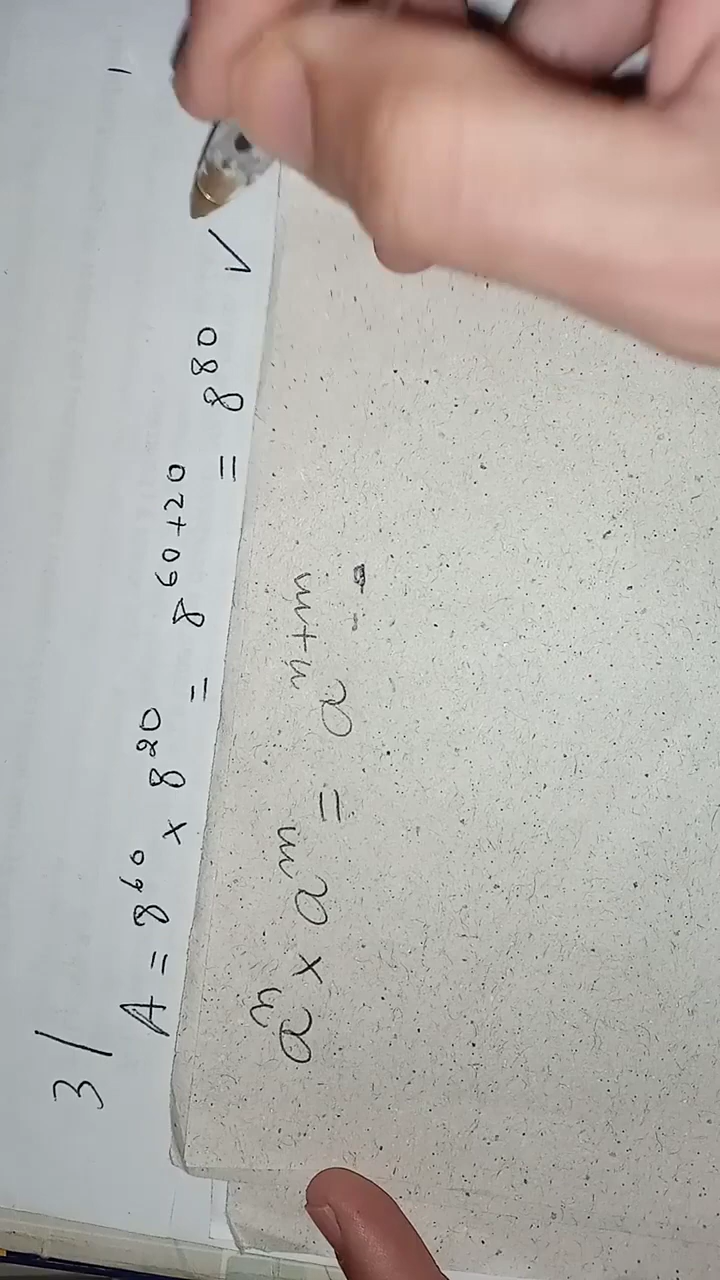 3/
A = 8^60 × 8^20 = 8^60+20 = 8^80 ✓
a^n × a^m = a^n+m